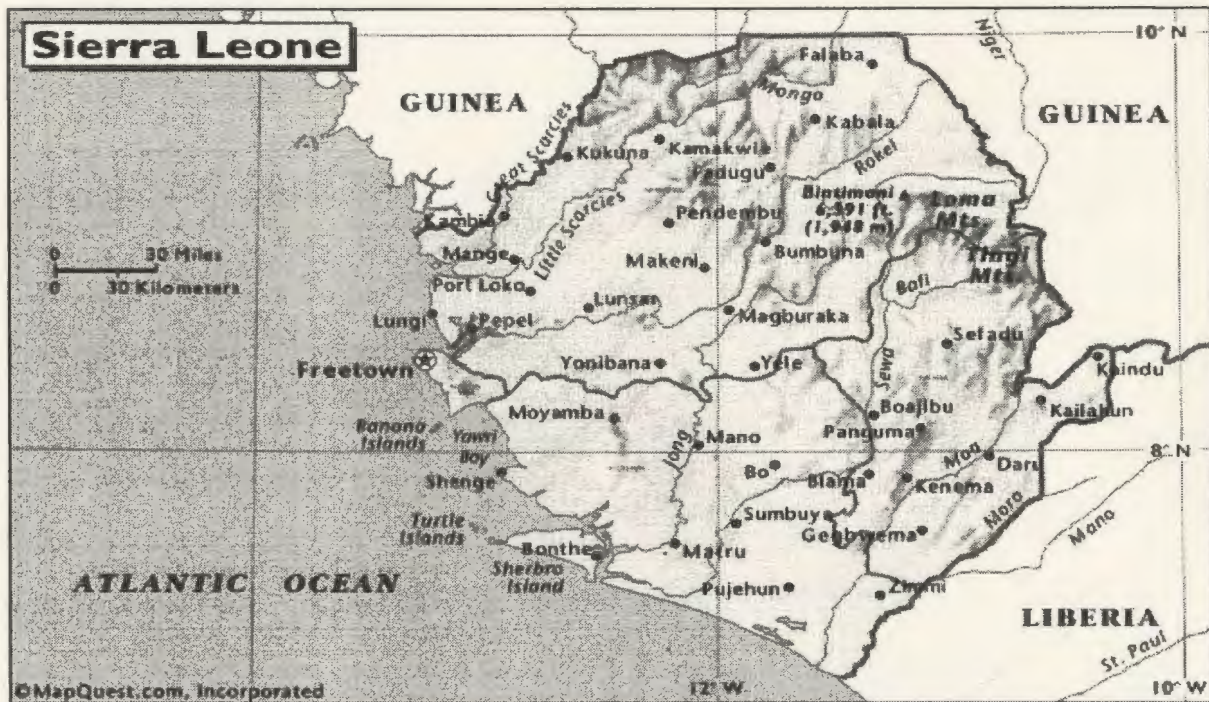 Sierra Leone
10° N
Falaba
Niger
Mongo
GUINEA
GUINEA
Kabala
Great Scarcies
Kukuna
Kamakwie
Rokel
Fadugu
Bintimani
6,391 ft.
(1,948 m)
Loma
Mts.
Kambia
Pendembu
Little Scarcies
0 30 Miles
0 30 Kilometers
Mange
Bumbuna
Tingi
Mts.
Makeni
Port Loko
Bafi
Lunsar
Lungi
Pepel
Magburaka
Sefadu
Freetown
Yonibana
Yele
Sewa
Kaindu
Moyamba
Boajibu
Kailahun
Banana
Islands
Yawri
Bay
Jong
Mano
Panguma
Moa
8° N
Bo
Daru
Shenge
Blama
Kenema
Moro
Mano
Turtle
Islands
Sumbuya
Gegbwema
Bonthe
Matru
Sherbro
Island
ATLANTIC OCEAN
Pujehun
Zimmi
LIBERIA
St. Paul
©MapQuest.com, Incorporated
12° W
10° W